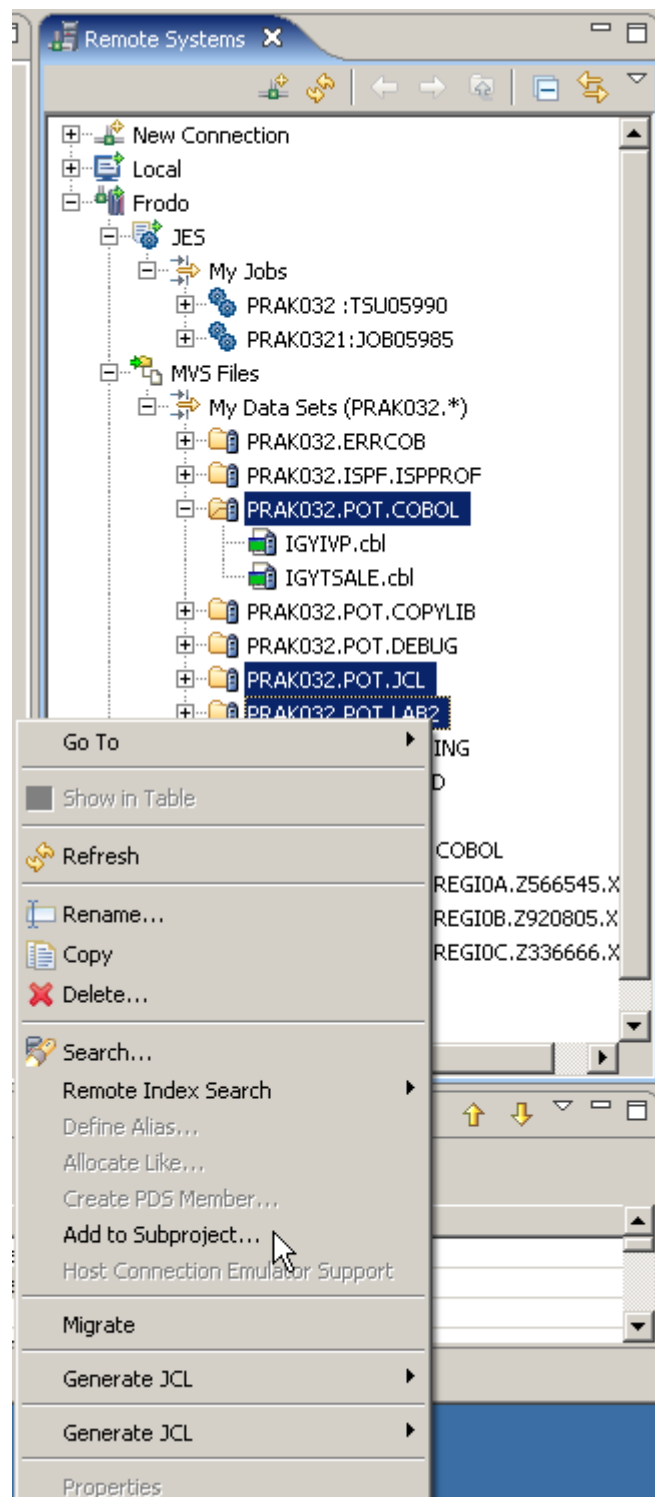 Remote Systems
New Connection
Local
Frodo
JES
My Jobs
PRAK032 :TSU05990
PRAK0321:JOB05985
MVS Files
My Data Sets (PRAK032.*)
PRAK032.ERRCOB
PRAK032.ISPF.ISPPROF
PRAK032.POT.COBOL
IGYIVP.cbl
IGYTSALE.cbl
PRAK032.POT.COPYLIB
PRAK032.POT.DEBUG
PRAK032.POT.JCL
PRAK032.POT.LAB2
ING
D
COBOL
REGI0A.Z566545.X
REGI0B.Z920805.X
REGI0C.Z336666.X
Go To
Show in Table
Refresh
Rename...
Copy
Delete...
Search...
Remote Index Search
Define Alias...
Allocate Like...
Create PDS Member...
Add to Subproject...
Host Connection Emulator Support
Migrate
Generate JCL
Generate JCL
Properties